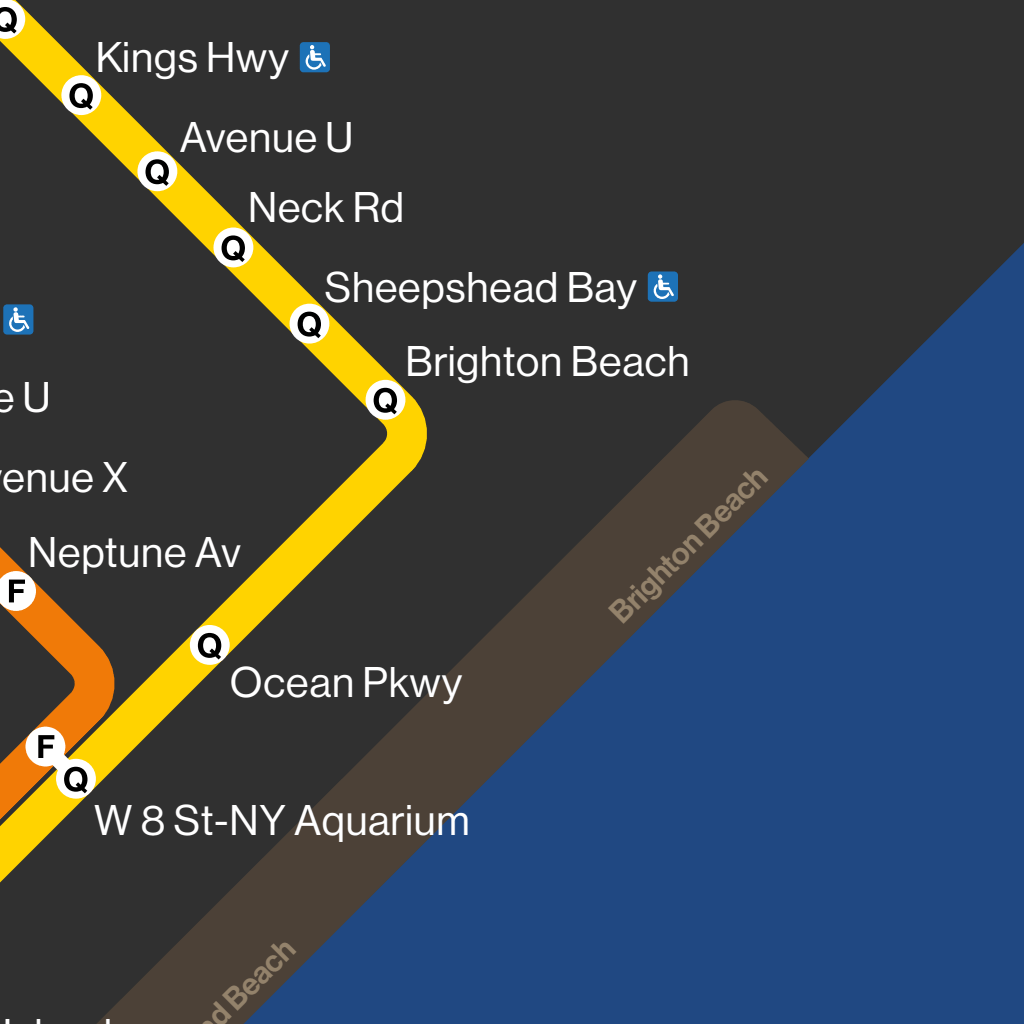 Q
Kings Hwy
Q
Avenue U
Q
Neck Rd
Q
Sheepshead Bay
Q
Brighton Beach
Q
e U
venue X
Neptune Av
F
Brighton Beach
Q
Ocean Pkwy
F
Q
W 8 St-NY Aquarium
nd Beach